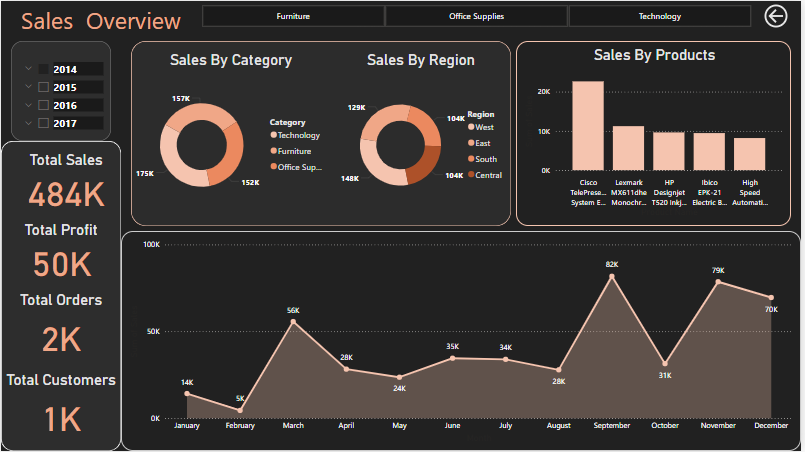 Sales Overview
Furniture
Office Supplies
Technology
2014
2015
2016
2017
Total Sales
484K
Total Profit
50K
Total Orders
2K
Total Customers
1K
Sales By Category
157K
175K
152K
Category
Technology
Furniture
Office Sup...
Sales By Region
129K
104K
148K
104K
Region
West
East
South
Central
Sales By Products
20K
10K
0K
Cisco
TelePrese...
System E...
Lexmark
MX611dhe
Monochr...
HP
Designjet
T520 Inkj...
Ibico
EPK-21
Electric B...
High
Speed
Automati...
100K
50K
0K
14K
5K
56K
28K
24K
35K
34K
28K
82K
31K
79K
70K
January
February
March
April
May
June
July
August
September
October
November
December